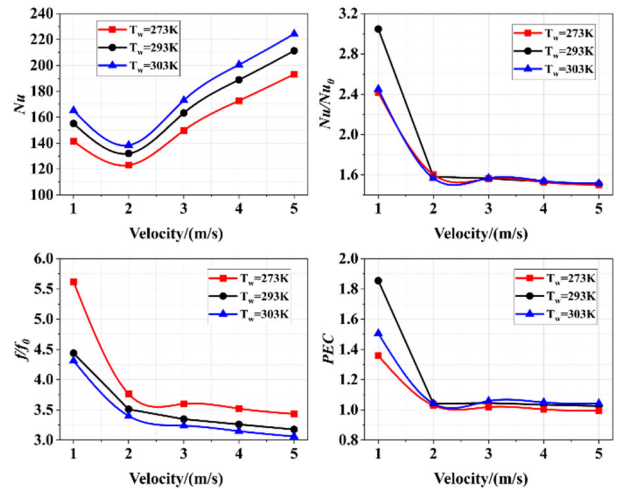 240
220
200
180
160
140
120
100
Nu
T_w=273K
T_w=293K
T_w=303K
1 2 3 4 5
Velocity/(m/s)
3.2
2.8
2.4
2.0
1.6
Nu/Nu_0
T_w=273K
T_w=293K
T_w=303K
1 2 3 4 5
Velocity/(m/s)
6.0
5.5
5.0
4.5
4.0
3.5
3.0
f/f_0
T_w=273K
T_w=293K
T_w=303K
1 2 3 4 5
Velocity/(m/s)
2.0
1.8
1.6
1.4
1.2
1.0
0.8
PEC
T_w=273K
T_w=293K
T_w=303K
1 2 3 4 5
Velocity/(m/s)